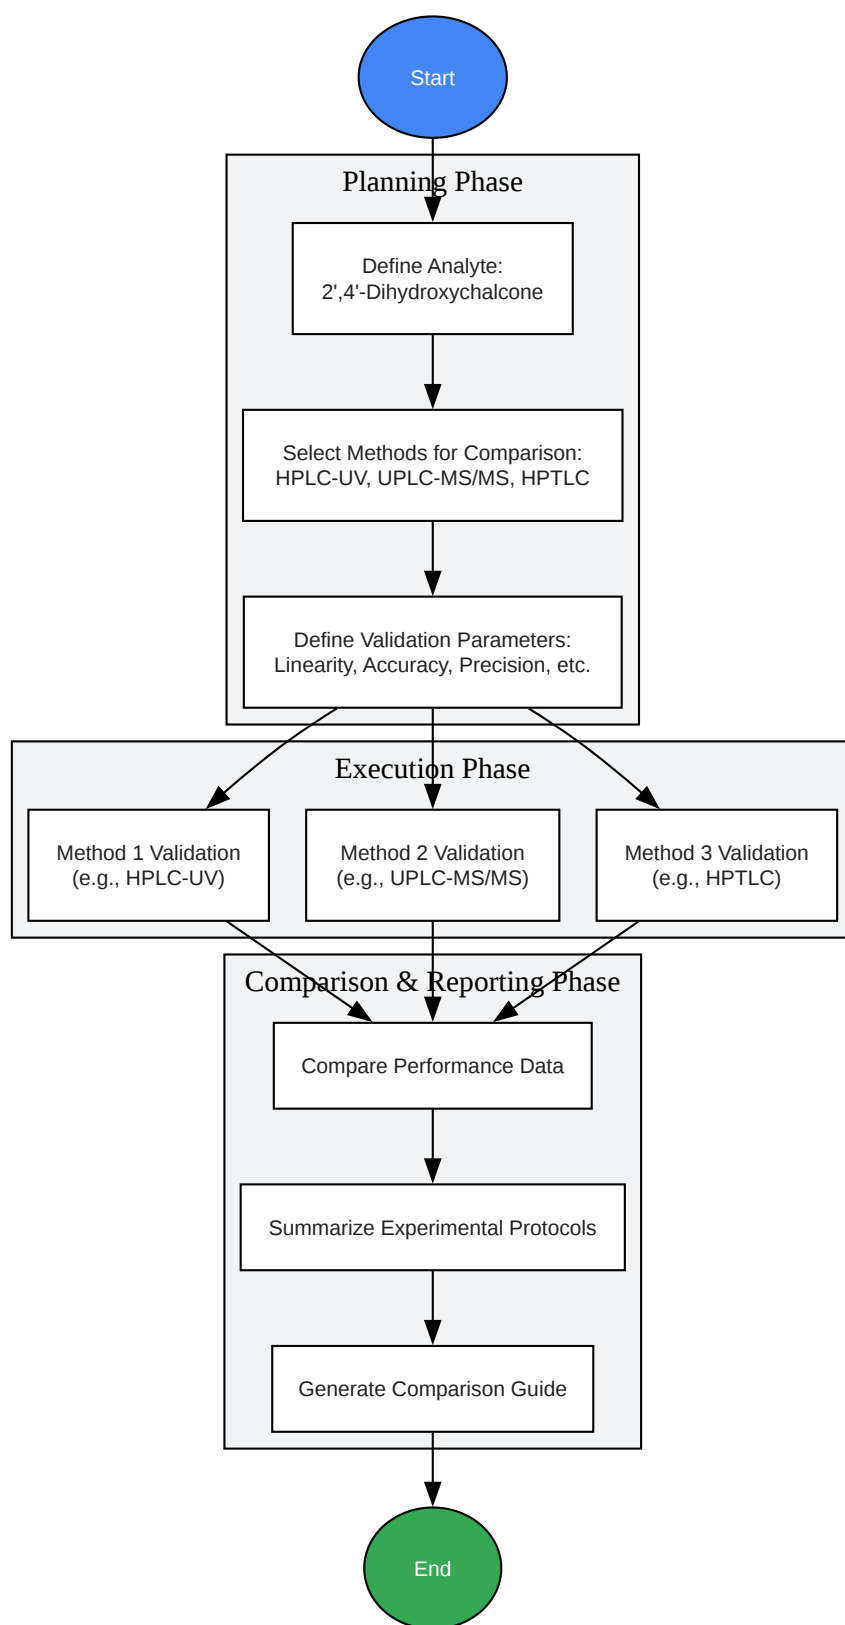 Start
Planning Phase
Define Analyte:
2',4'-Dihydroxychalcone
Select Methods for Comparison:
HPLC-UV, UPLC-MS/MS, HPTLC
Define Validation Parameters:
Linearity, Accuracy, Precision, etc.
Execution Phase
Method 1 Validation
(e.g., HPLC-UV)
Method 2 Validation
(e.g., UPLC-MS/MS)
Method 3 Validation
(e.g., HPTLC)
Comparison & Reporting Phase
Compare Performance Data
Summarize Experimental Protocols
Generate Comparison Guide
End